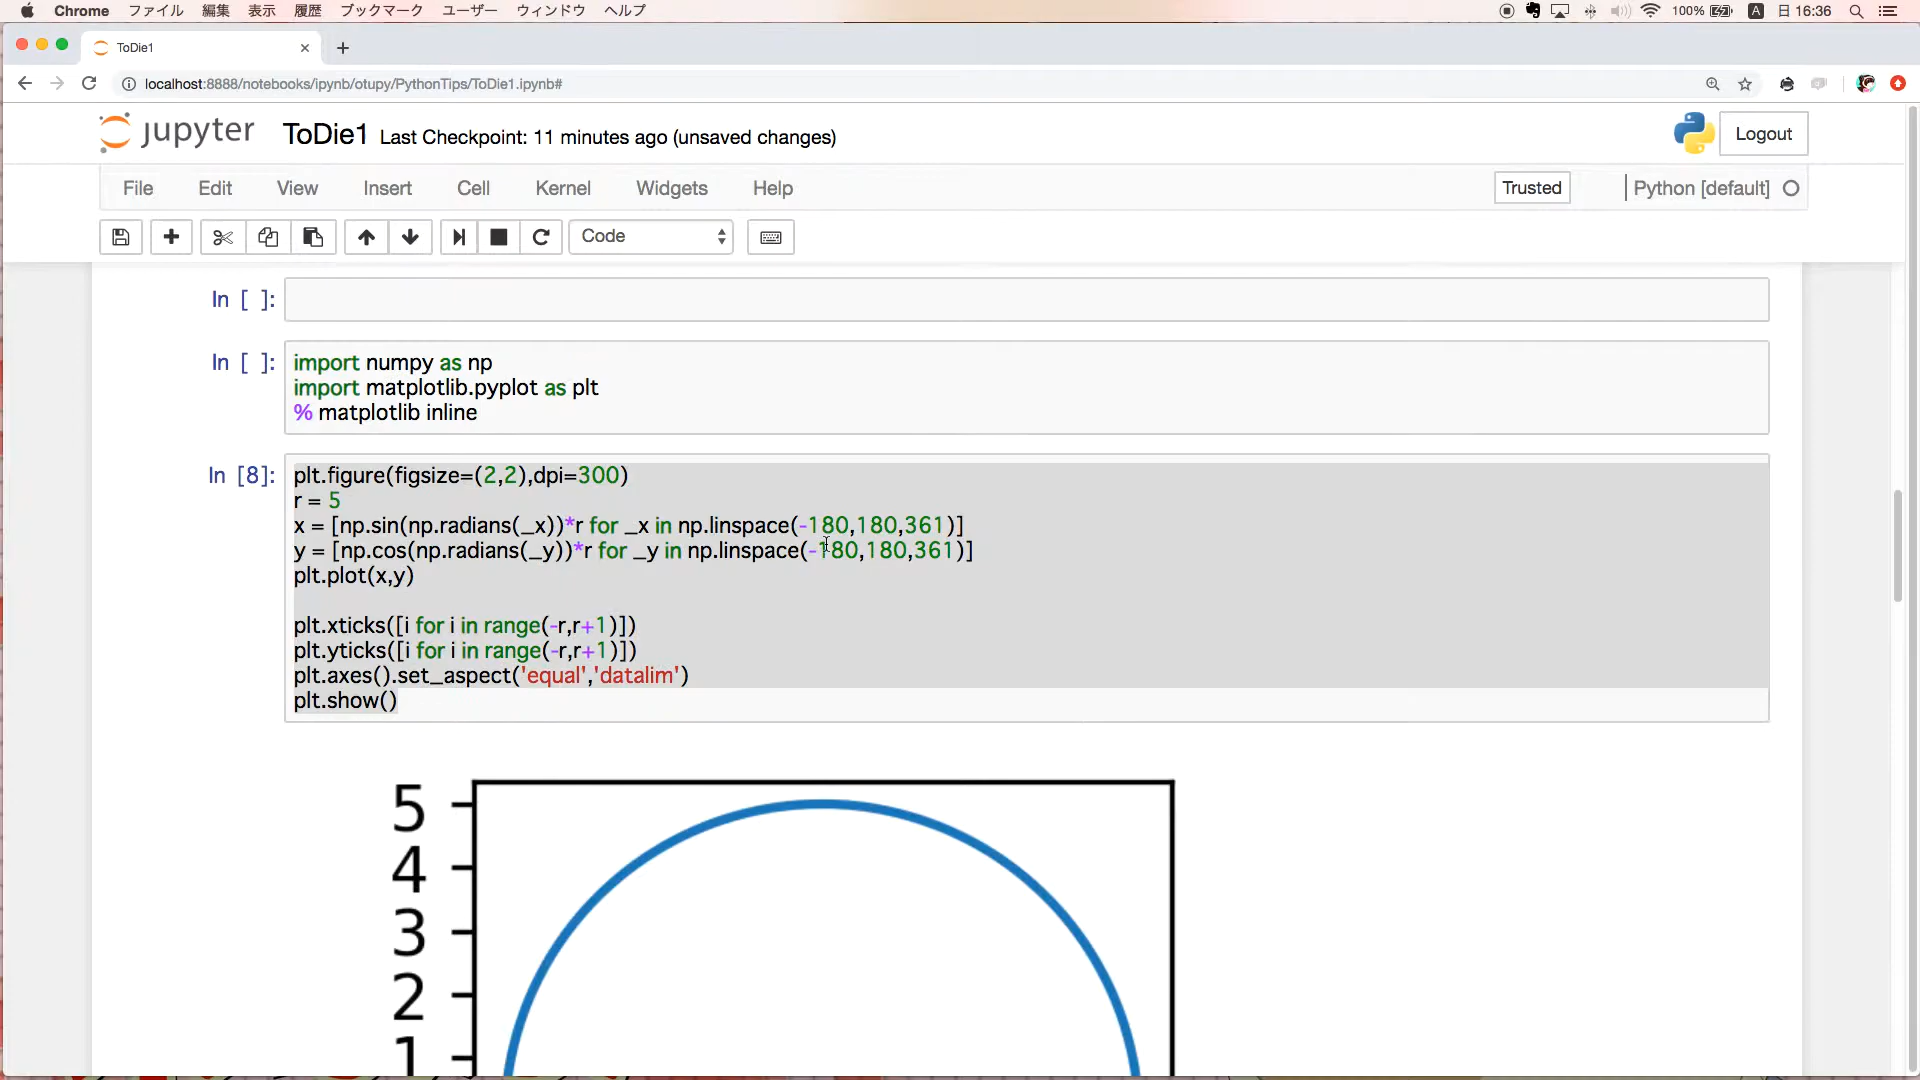 Chrome ファイル 編集 表示 履歴 ブックマーク ユーザー ウィンドウ ヘルプ 100% A 日 16:36
ToDie1
localhost:8888/notebooks/ipynb/otupy/PythonTips/ToDie1.ipynb#
jupyter ToDie1 Last Checkpoint: 11 minutes ago (unsaved changes) Logout
File Edit View Insert Cell Kernel Widgets Help Trusted Python [default]
Code
In [ ]:
In [ ]: import numpy as np
import matplotlib.pyplot as plt
% matplotlib inline
In [8]: plt.figure(figsize=(2,2),dpi=300)
r = 5
x = [np.sin(np.radians(_x))*r for _x in np.linspace(-180,180,361)]
y = [np.cos(np.radians(_y))*r for _y in np.linspace(-180,180,361)]
plt.plot(x,y)
plt.xticks([i for i in range(-r,r+1)])
plt.yticks([i for i in range(-r,r+1)])
plt.axes().set_aspect('equal','datalim')
plt.show()
5
4
3
2
1